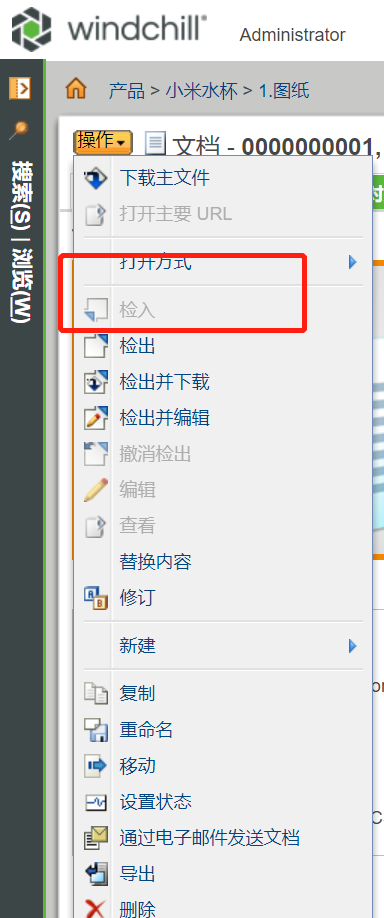 windchill®
Administrator
产品 > 小米水杯 > 1.图纸
搜索(S) | 浏览(W)
操作
文档 - 0000000001,
下载主文件
打开主要 URL
打开方式
检入
检出
检出并下载
检出并编辑
撤消检出
编辑
查看
替换内容
修订
新建
复制
重命名
移动
设置状态
通过电子邮件发送文档
导出
删除